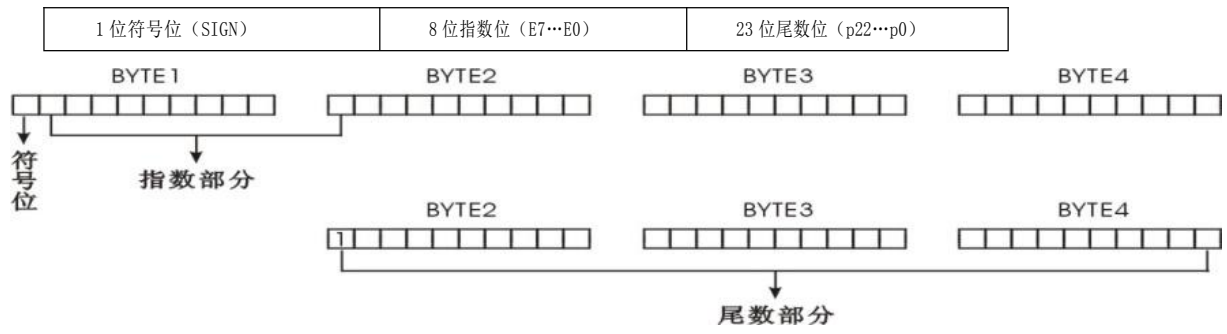 1 位符号位（SIGN） 8 位指数位（E7…E0） 23 位尾数位（p22…p0）
BYTE1 BYTE2 BYTE3 BYTE4
符号位
指数部分
BYTE2 BYTE3 BYTE4
1
尾数部分